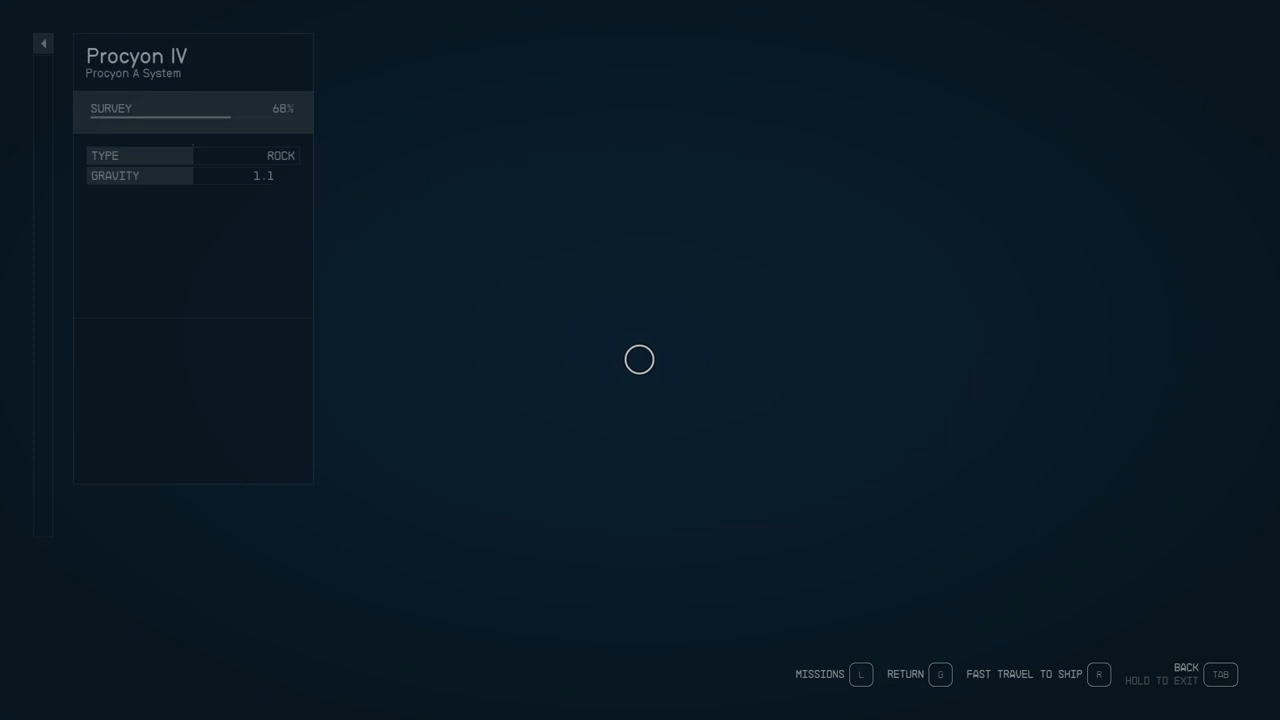 Procyon IV
Procyon A System
SURVEY 68%
TYPE ROCK
GRAVITY 1.1
MISSIONS L RETURN G FAST TRAVEL TO SHIP R BACK TAB
HOLD TO EXIT